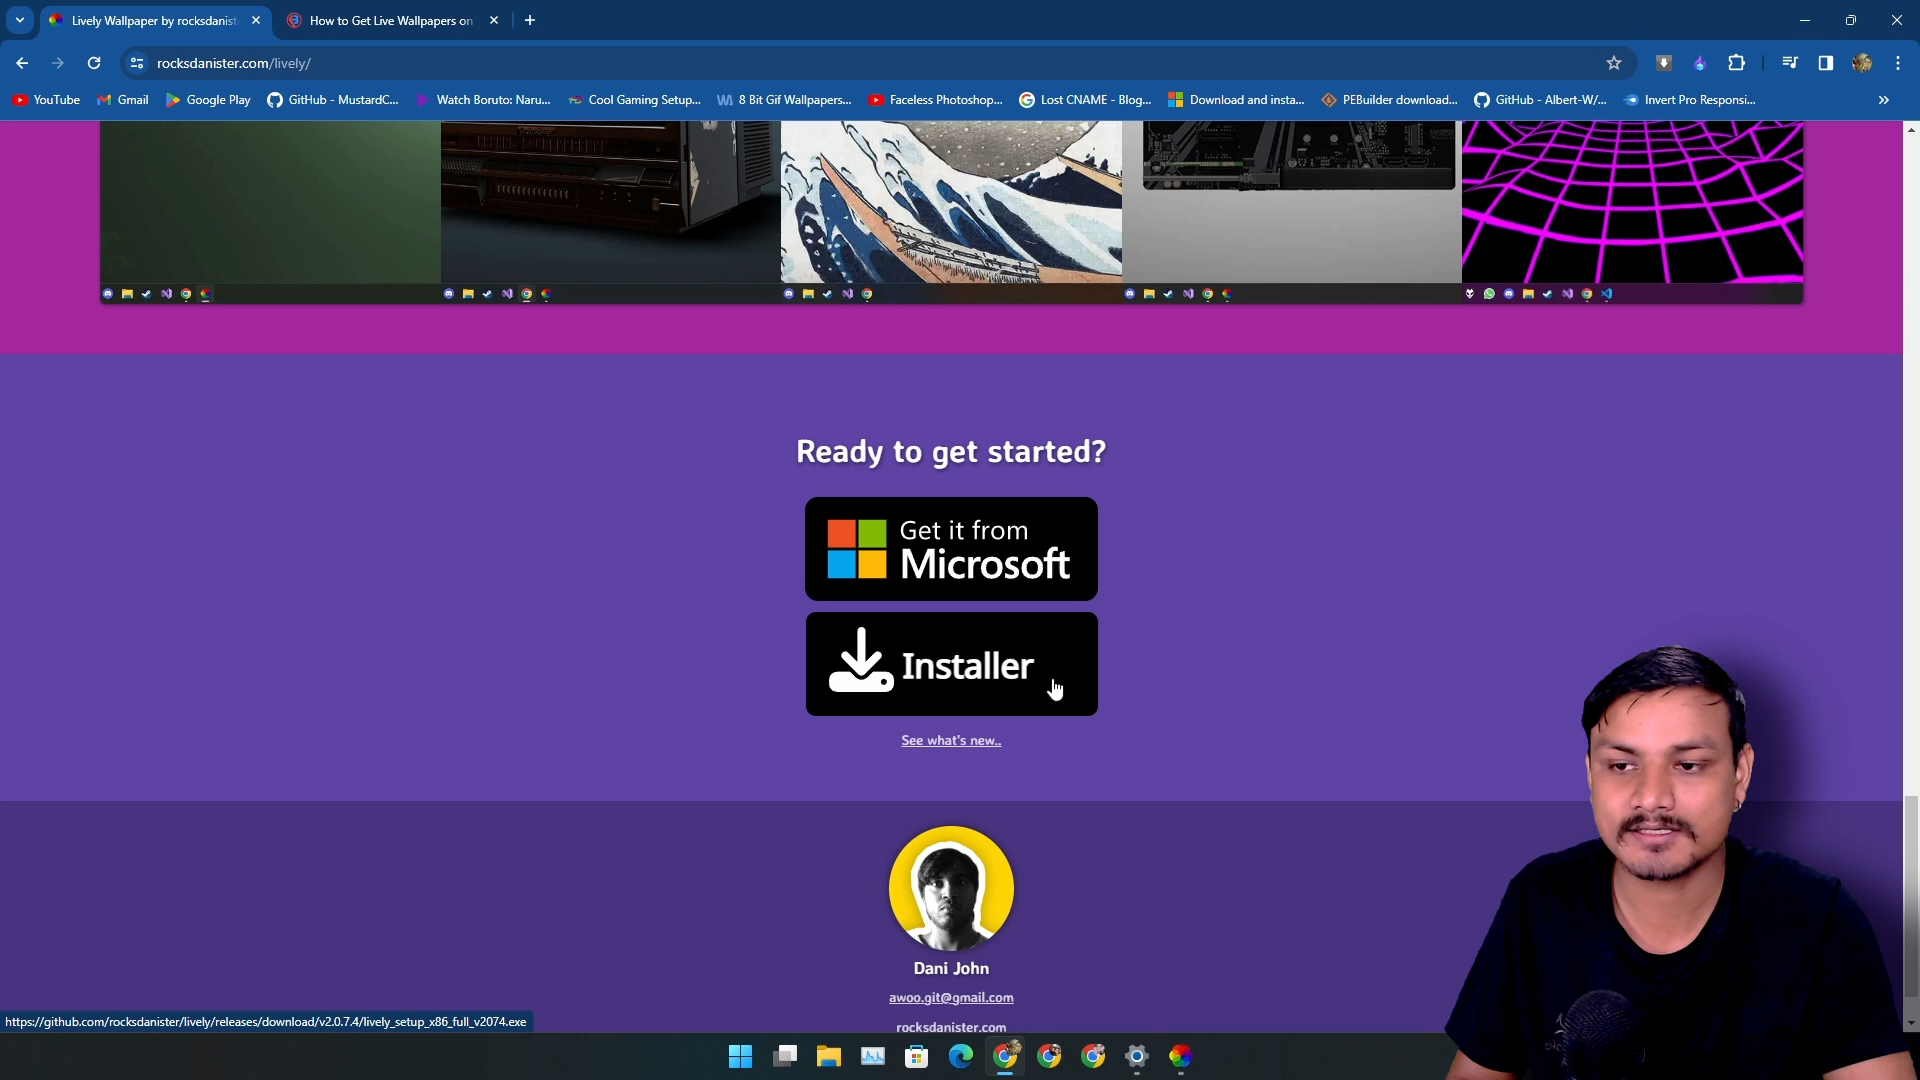 Lively Wallpaper by rocksdanist
How to Get Live Wallpapers on
rocksdanister.com/lively/
YouTube
Gmail
Google Play
GitHub - MustardC...
Watch Boruto: Naru...
Cool Gaming Setup...
8 Bit Gif Wallpapers...
Faceless Photoshop...
Lost CNAME - Blog...
Download and insta...
PEBuilder download...
GitHub - Albert-W/...
Invert Pro Responsi...
Ready to get started?
Get it from
Microsoft
Installer
See what's new..
Dani John
awoo.git@gmail.com
rocksdanister.com
https://github.com/rocksdanister/lively/releases/download/v2.0.7.4/lively_setup_x86_full_v2074.exe